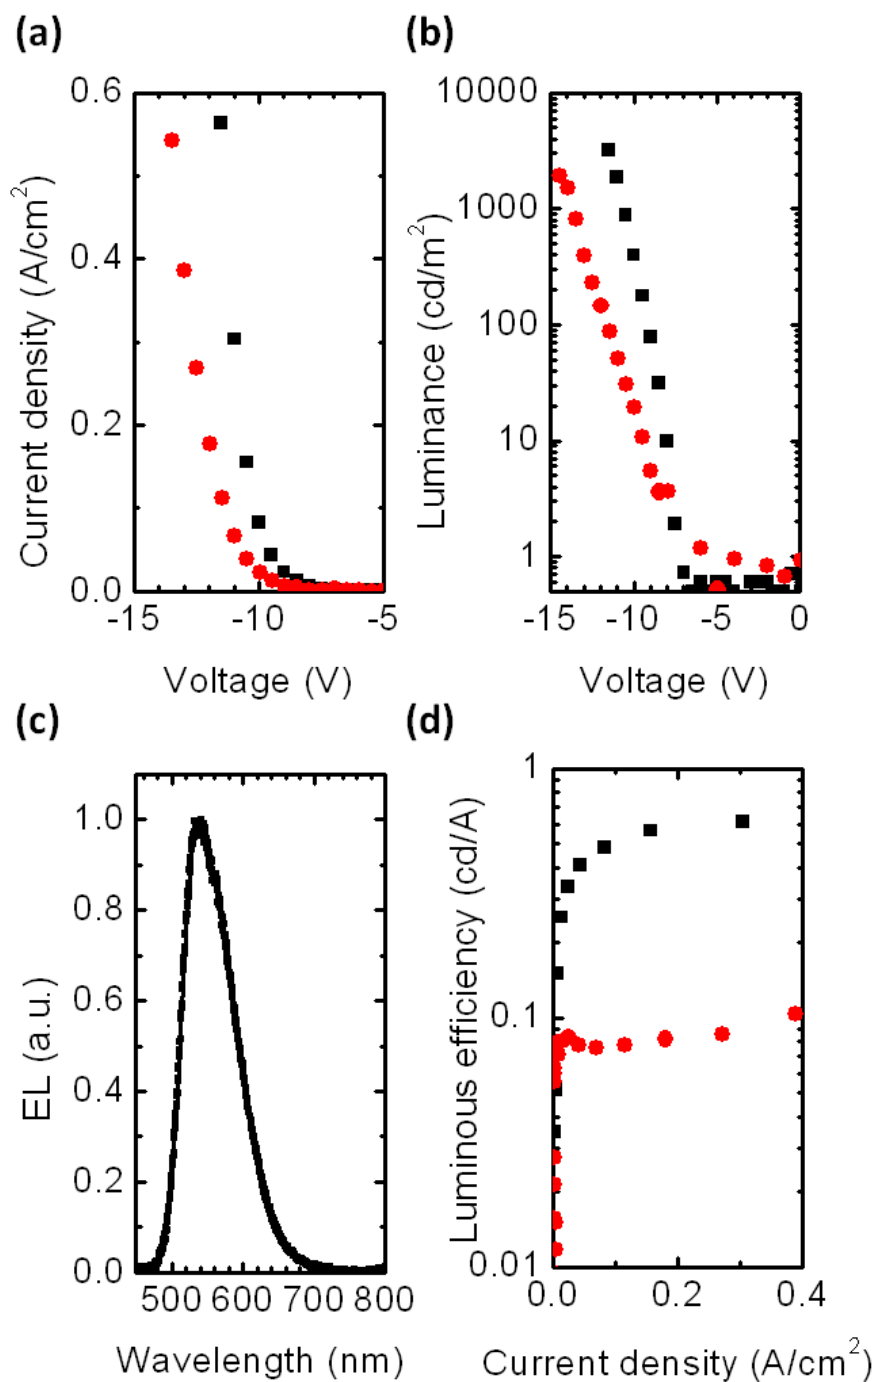 (a)
(b)
0.6
0.4
0.2
0.0
Current density (A/cm²)
-15
-10
-5
Voltage (V)
10000
1000
100
10
1
Luminance (cd/m²)
-15
-10
-5
0
Voltage (V)
(c)
(d)
1.0
0.8
0.6
0.4
0.2
0.0
EL (a.u.)
500 600 700 800
Wavelength (nm)
1
0.1
0.01
Luminous efficiency (cd/A)
0.0
0.2
0.4
Current density (A/cm²)